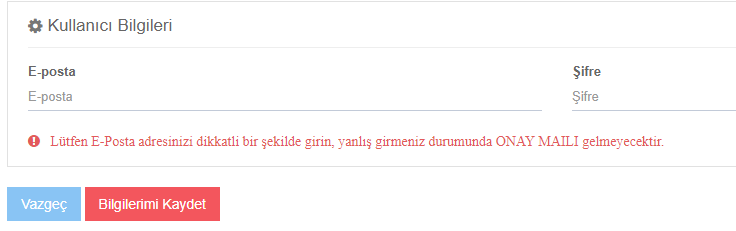 Kullanıcı Bilgileri
E-posta Şifre
E-posta Şifre
Lütfen E-Posta adresinizi dikkatli bir şekilde girin, yanlış girmeniz durumunda ONAY MAILI gelmeyecektir.
Vazgeç Bilgilerimi Kaydet